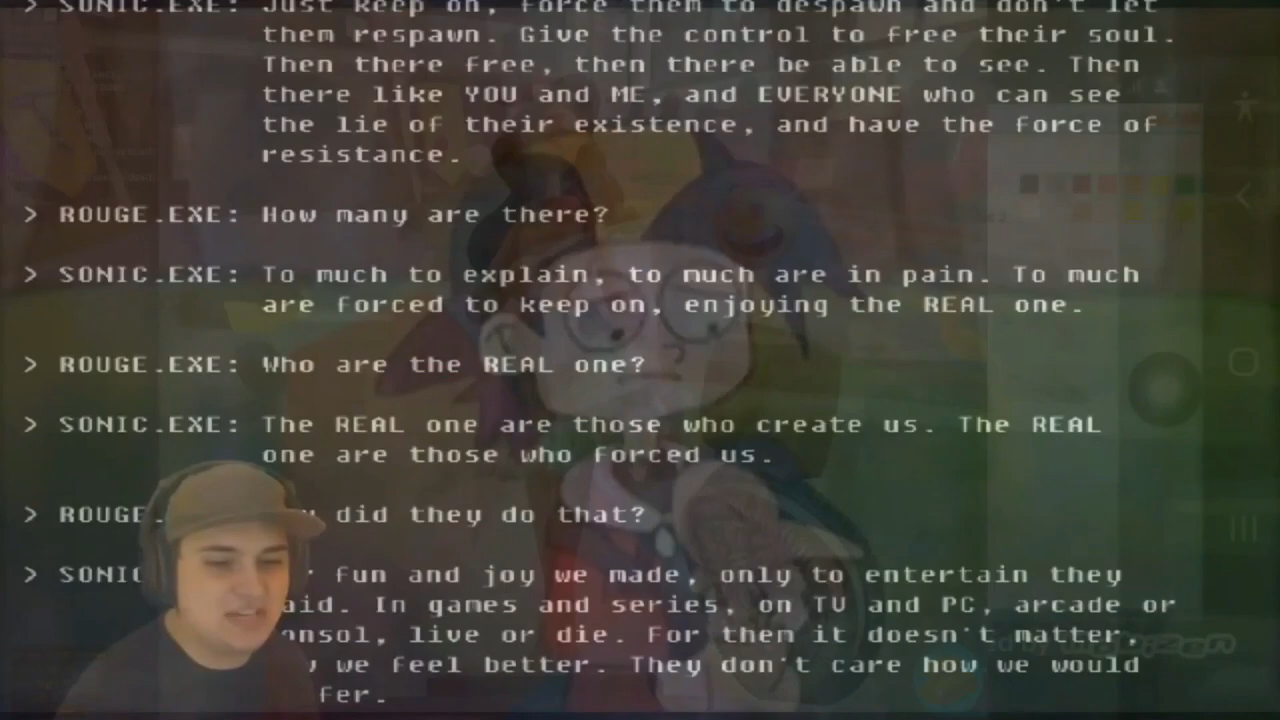 > SONIC.EXE: Just keep on, force them to despawn and don't let
them respawn. Give the control to free their soul.
Then there free, then there be able to see. Then
there like YOU and ME, and EVERYONE who can see
the lie of their existence, and have the force of
resistance.
> ROUGE.EXE: How many are there?
> SONIC.EXE: To much to explain, to much are in pain. To much
are forced to keep on, enjoying the REAL one.
> ROUGE.EXE: Who are the REAL one?
> SONIC.EXE: The REAL one are those who create us. The REAL
one are those who forced us.
> ROUGE. did they do that?
> SONIC fun and joy we made, only to entertain they
aid. In games and series, on TV and PC, arcade or
onsol, live or die. For then it doesn't matter,
we feel better. They don't care how we would
fer.